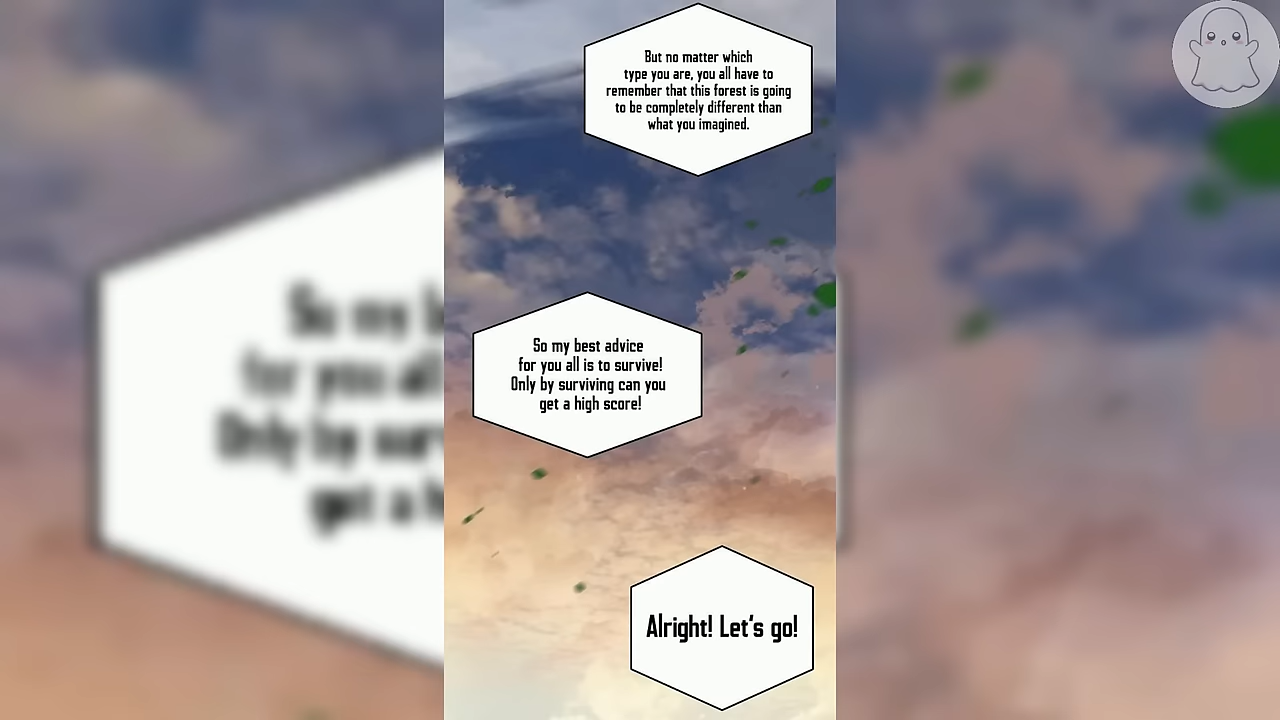 But no matter which
type you are, you all have to
remember that this forest is going
to be completely different than
what you imagined.
So my best advice
for you all is to survive!
Only by surviving can you
get a high score!
Alright! Let's go!